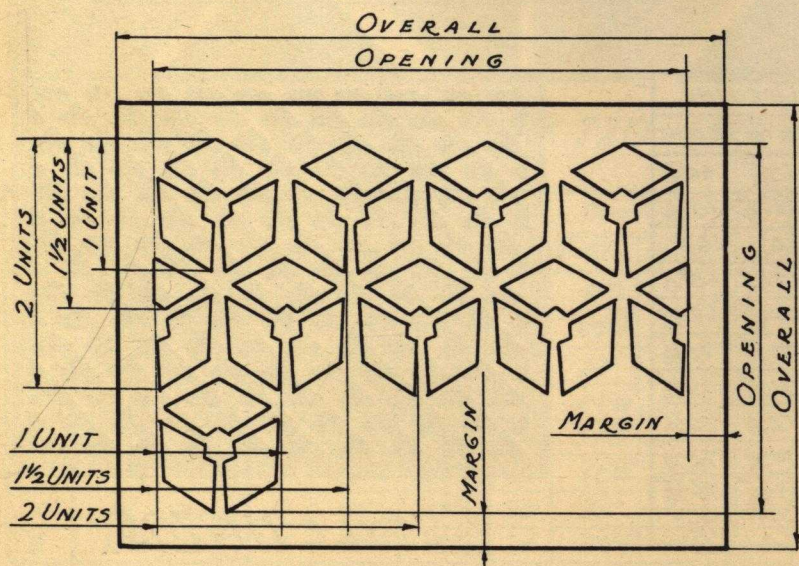 OVERALL
OPENING
2 UNITS
1½ UNITS
1 UNIT
OPENING
OVERALL
MARGIN
MARGIN
1 UNIT
1½ UNITS
2 UNITS